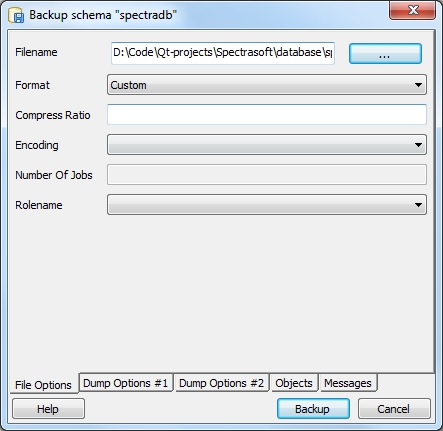 Backup schema "spectradb"
Filename D:\Code\Qt-projects\Spectrasoft\database\sp ...
Format Custom
Compress Ratio
Encoding
Number Of Jobs
Rolename
File Options Dump Options #1 Dump Options #2 Objects Messages
Help Backup Cancel